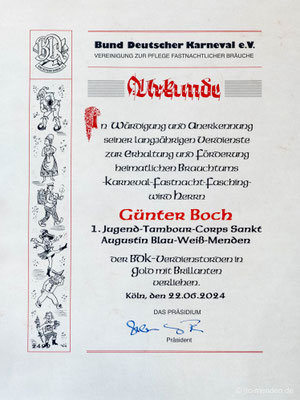 Bund Deutscher Karneval e.V.
VEREINIGUNG ZUR PFLEGE FASTNACHTLICHER BRÄUCHE
Urkunde
In Würdigung und Anerkennung
seiner langjährigen Verdienste
zur Erhaltung und Förderung
heimatlichen Brauchtums
-Karneval-Fastnacht-Fasching-
wird Herrn
Günter Boch
1. Jugend-Tambour-Corps Sankt
Augustin Blau-Weiß-Menden
der BDK-Verdienstorden in
Gold mit Brillanten
verliehen.
Köln, den 22.06.2024
DAS PRÄSIDIUM
Präsident